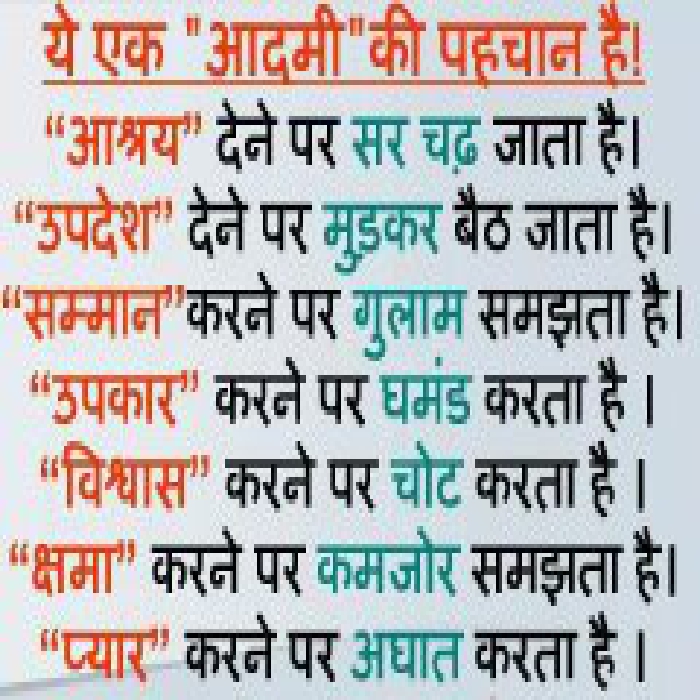 ये एक "आदमी"की पहचान है!
“आश्रय” देने पर सर चढ़ जाता है।
“उपदेश” देने पर मुडकर बैठ जाता है।
“सम्मान”करने पर गुलाम समझता है।
“उपकार” करने पर घमंड करता है ।
“विश्वास” करने पर चोट करता है ।
“क्षमा” करने पर कमजोर समझता है।
“प्यार” करने पर अघात करता है ।